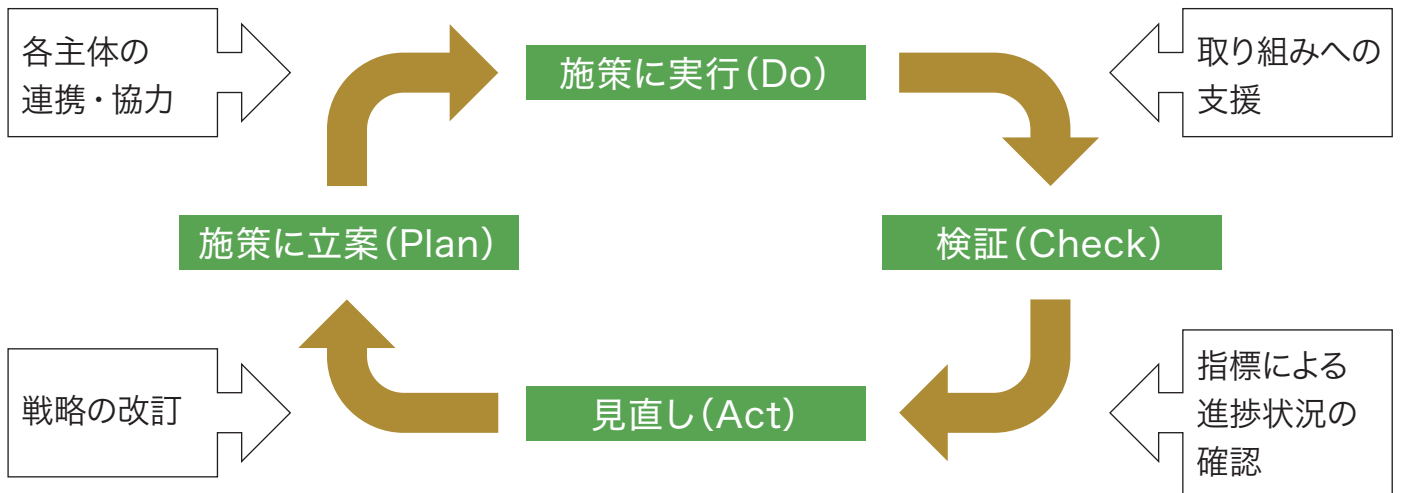 各主体の
連携・協力
施策に実行(Do)
取り組みへの
支援
施策に立案(Plan)
検証(Check)
戦略の改訂
見直し(Act)
指標による
進捗状況の
確認